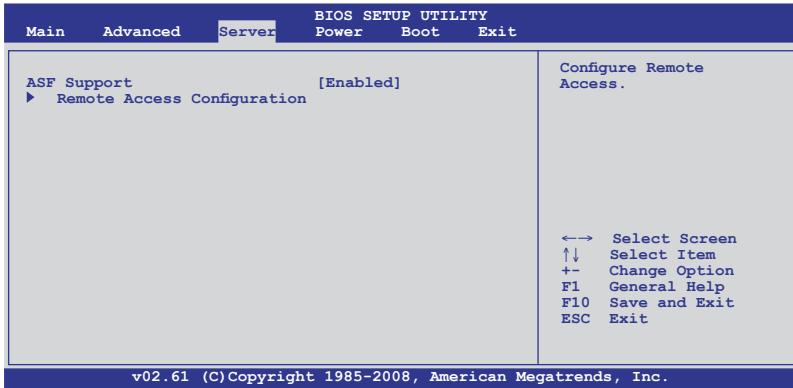 BIOS SETUP UTILITY
Main Advanced Server Power Boot Exit
ASF Support [Enabled]
Remote Access Configuration
Configure Remote
Access.
←→ Select Screen
↑↓ Select Item
+- Change Option
F1 General Help
F10 Save and Exit
ESC Exit
v02.61 (C)Copyright 1985-2008, American Megatrends, Inc.